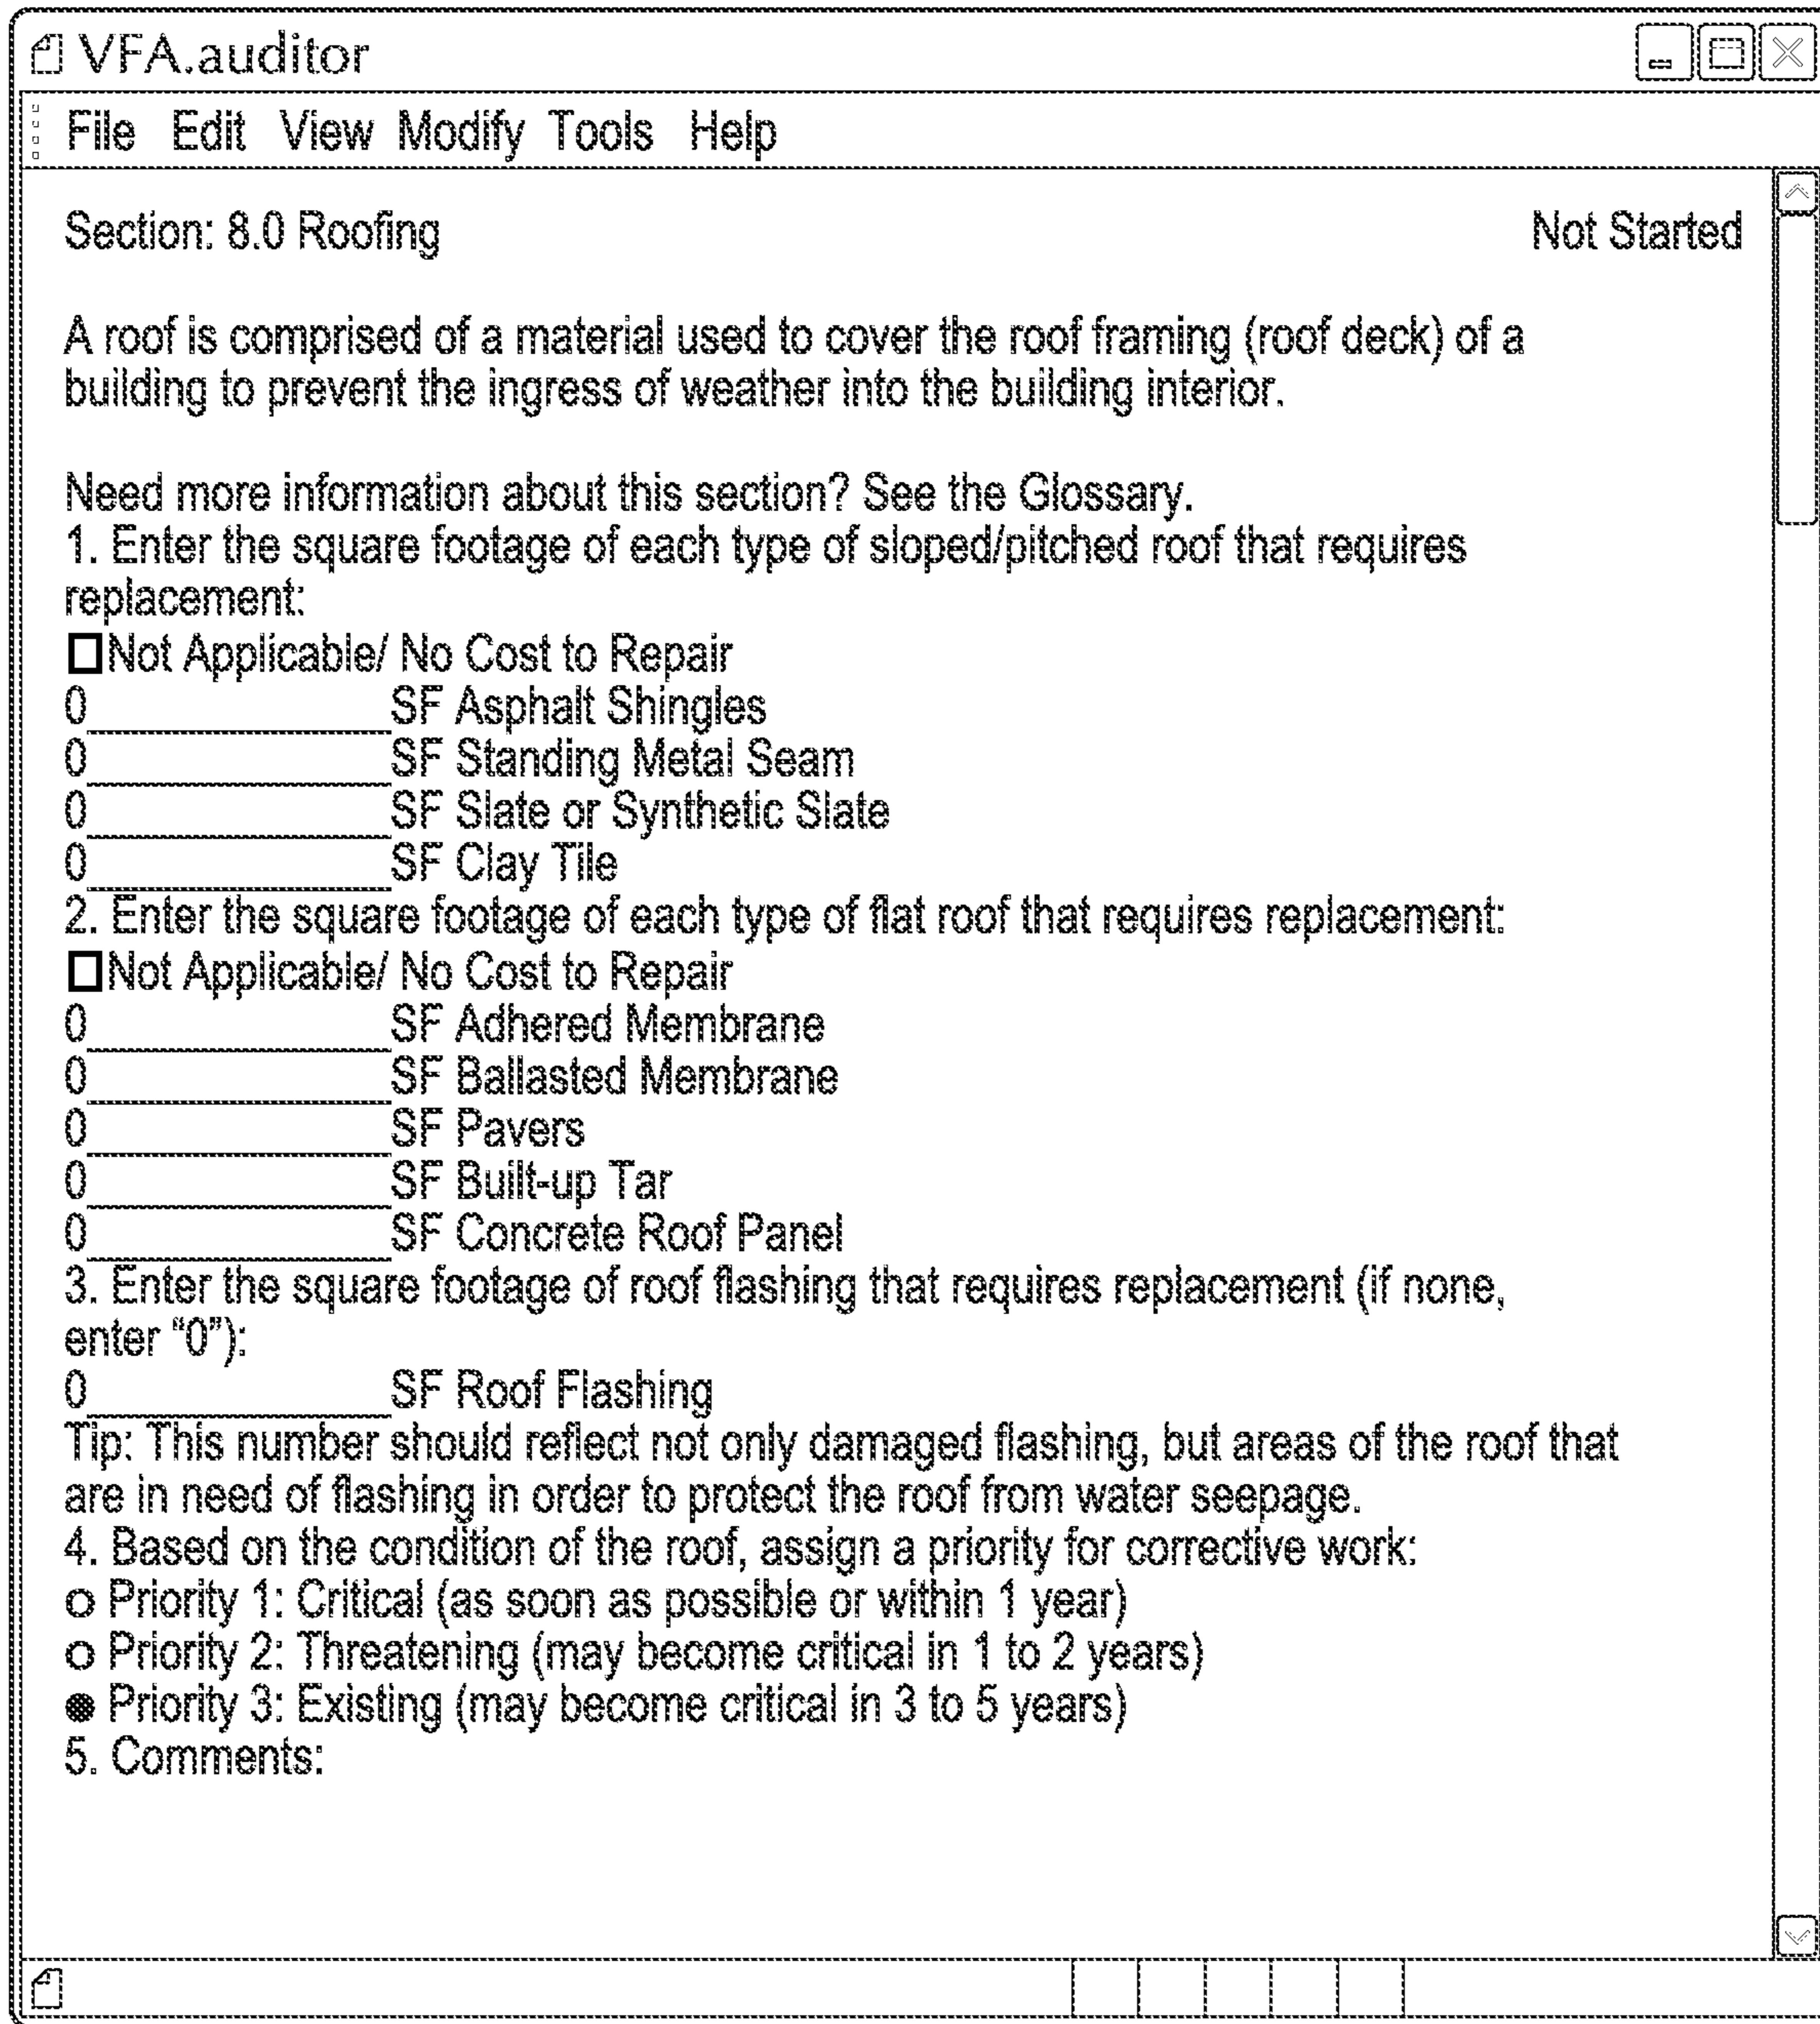 VFA.auditor
File Edit View Modify Tools Help
Section: 8.0 Roofing Not Started
A roof is comprised of a material used to cover the roof framing (roof deck) of a
building to prevent the ingress of weather into the building interior.
Need more information about this section? See the Glossary.
1. Enter the square footage of each type of sloped/pitched roof that requires
replacement:
Not Applicable/ No Cost to Repair
0 SF Asphalt Shingles
0 SF Standing Metal Seam
0 SF Slate or Synthetic Slate
0 SF Clay Tile
2. Enter the square footage of each type of flat roof that requires replacement:
Not Applicable/ No Cost to Repair
0 SF Adhered Membrane
0 SF Ballasted Membrane
0 SF Pavers
0 SF Built-up Tar
0 SF Concrete Roof Panel
3. Enter the square footage of roof flashing that requires replacement (if none,
enter “0”):
0 SF Roof Flashing
Tip: This number should reflect not only damaged flashing, but areas of the roof that
are in need of flashing in order to protect the roof from water seepage.
4. Based on the condition of the roof, assign a priority for corrective work:
Priority 1: Critical (as soon as possible or within 1 year)
Priority 2: Threatening (may become critical in 1 to 2 years)
Priority 3: Existing (may become critical in 3 to 5 years)
5. Comments: